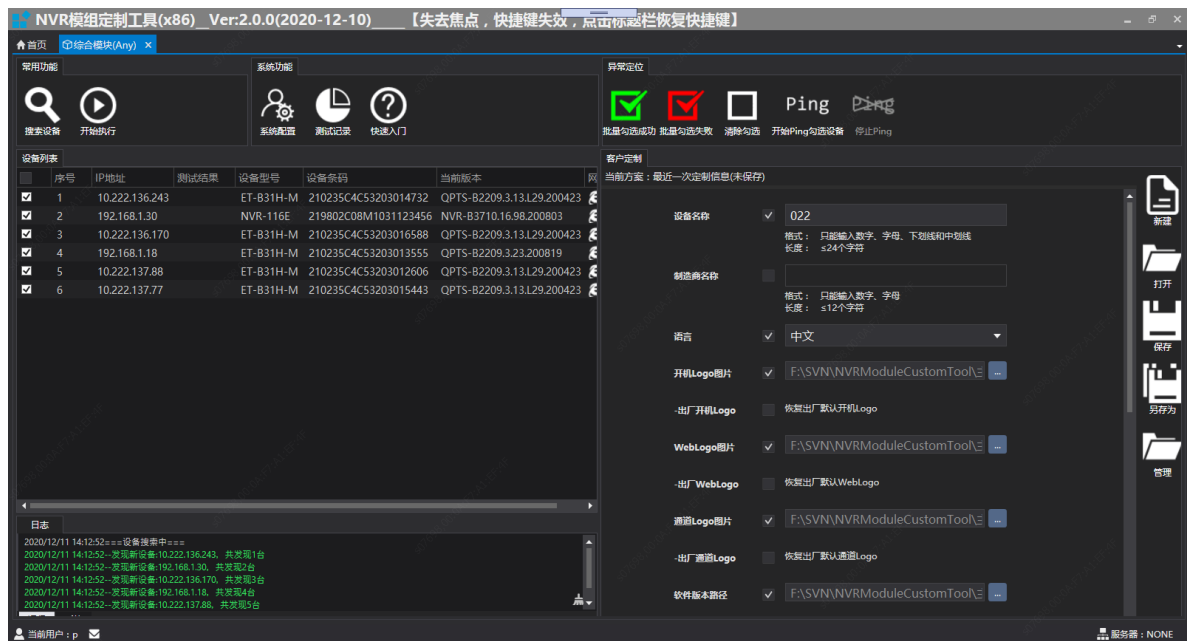 NVR模组定制工具(x86)__Ver:2.0.0(2020-12-10)____【失去焦点，快捷键失效，点击标题栏恢复快捷键】
首页 综合模块(Any) ×
常用功能 系统功能 异常定位
搜索设备 开始执行 系统配置 测试记录 快速入门 批量勾选成功 批量勾选失败 清除勾选 Ping 开始Ping勾选设备 Ping 停止Ping
设备列表
序号 IP地址 测试结果 设备型号 设备条码 当前版本 网
1 10.222.136.243 ET-B31H-M 210235C4C53203014732 QPTS-B2209.3.13.L29.200423
2 192.168.1.30 NVR-116E 219802C08M1031123456 NVR-B3710.16.98.200803
3 10.222.136.170 ET-B31H-M 210235C4C53203016588 QPTS-B2209.3.13.L29.200423
4 192.168.1.18 ET-B31H-M 210235C4C53203013555 QPTS-B2209.3.23.200819
5 10.222.137.88 ET-B31H-M 210235C4C53203012606 QPTS-B2209.3.13.L29.200423
6 10.222.137.77 ET-B31H-M 210235C4C53203015443 QPTS-B2209.3.13.L29.200423
日志
2020/12/11 14:12:52===设备搜索中===
2020/12/11 14:12:52--发现新设备:10.222.136.243, 共发现1台
2020/12/11 14:12:52--发现新设备:192.168.1.30, 共发现2台
2020/12/11 14:12:52--发现新设备:10.222.136.170, 共发现3台
2020/12/11 14:12:52--发现新设备:192.168.1.18, 共发现4台
2020/12/11 14:12:52--发现新设备:10.222.137.88, 共发现5台
客户定制
当前方案：最近一次定制信息(未保存)
设备名称 022
格式： 只能输入数字、字母、下划线和中划线
长度： ≤24个字符
制造商名称
格式： 只能输入数字、字母
长度： ≤12个字符
语言 中文
开机Logo图片 F:\SVN\NVRModuleCustomTool\ ...
-出厂开机Logo 恢复出厂默认开机Logo
WebLogo图片 F:\SVN\NVRModuleCustomTool\ ...
-出厂WebLogo 恢复出厂默认WebLogo
通道Logo图片 F:\SVN\NVRModuleCustomTool\ ...
-出厂通道Logo 恢复出厂默认通道Logo
软件版本路径 F:\SVN\NVRModuleCustomTool\ ...
新建
打开
保存
另存为
管理
当前用户：p 服务器：NONE